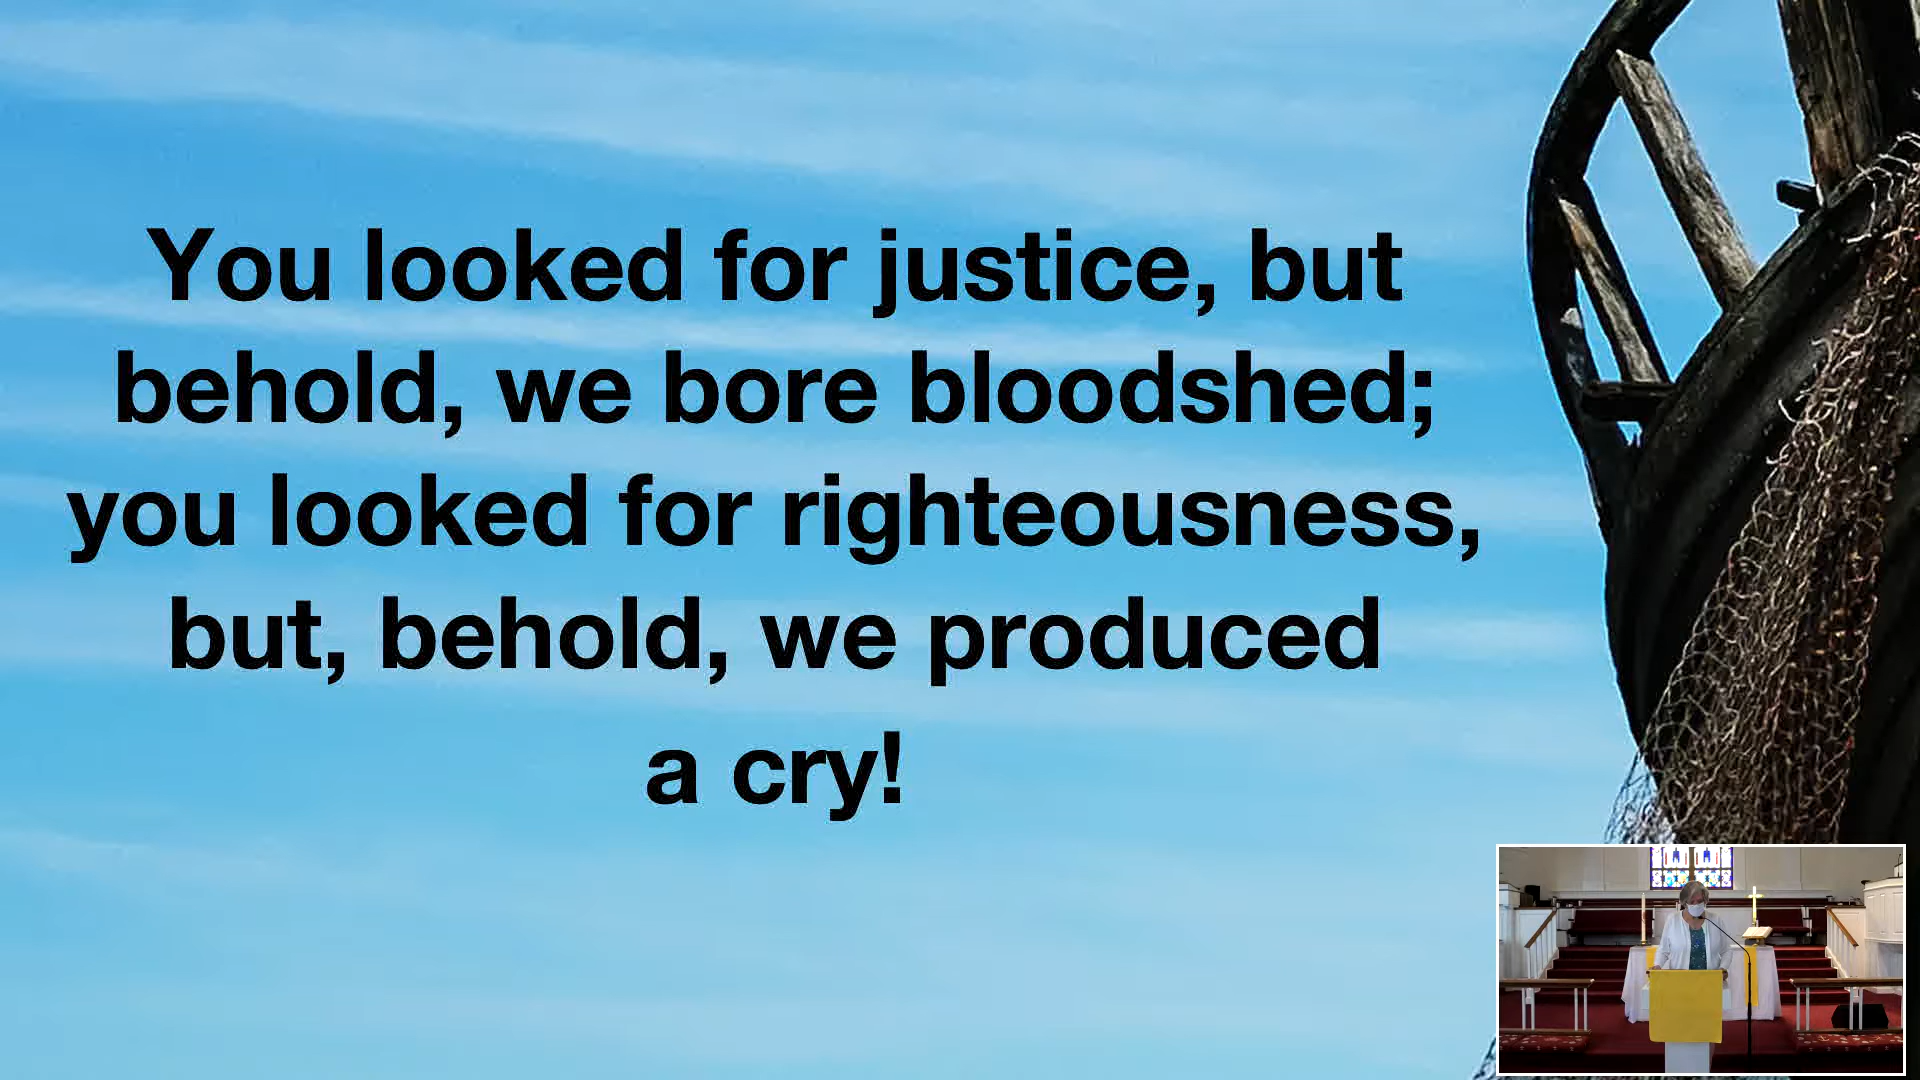 You looked for justice, but
behold, we bore bloodshed;
you looked for righteousness,
but, behold, we produced
a cry!